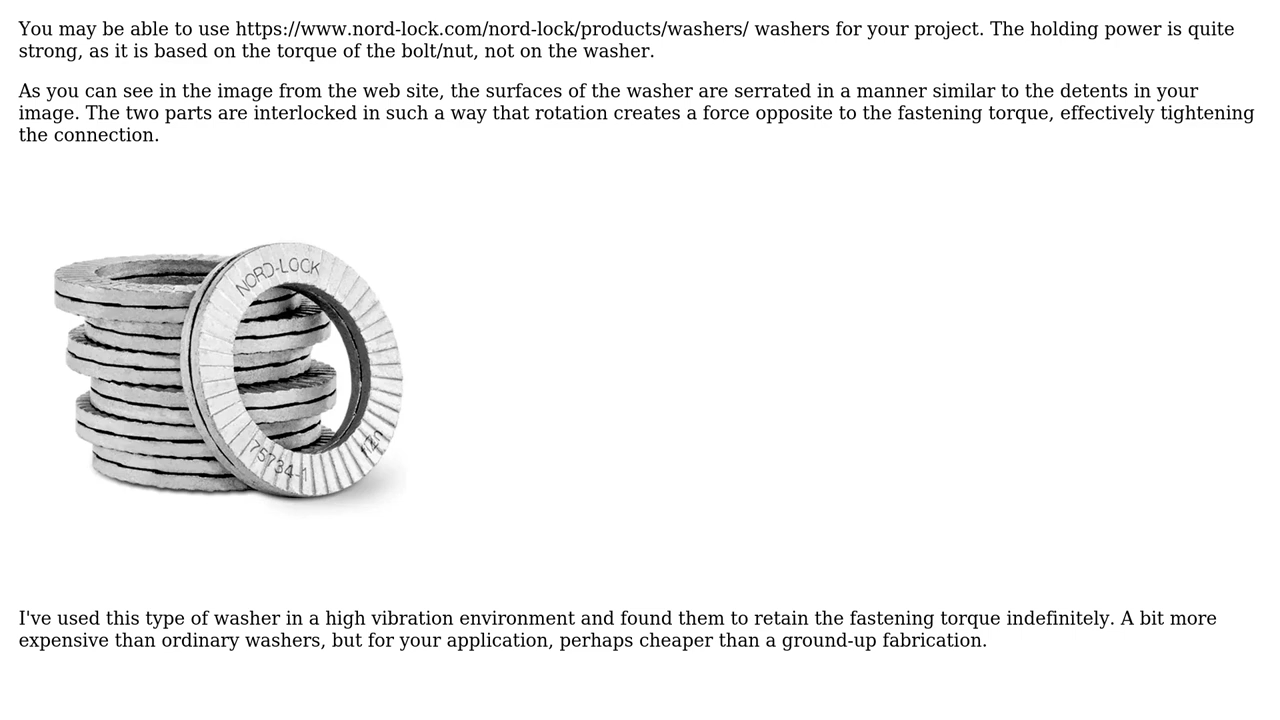 You may be able to use https://www.nord-lock.com/nord-lock/products/washers/ washers for your project. The holding power is quite
strong, as it is based on the torque of the bolt/nut, not on the washer.
As you can see in the image from the web site, the surfaces of the washer are serrated in a manner similar to the detents in your
image. The two parts are interlocked in such a way that rotation creates a force opposite to the fastening torque, effectively tightening
the connection.
NORD-LOCK
75734-1
I've used this type of washer in a high vibration environment and found them to retain the fastening torque indefinitely. A bit more
expensive than ordinary washers, but for your application, perhaps cheaper than a ground-up fabrication.